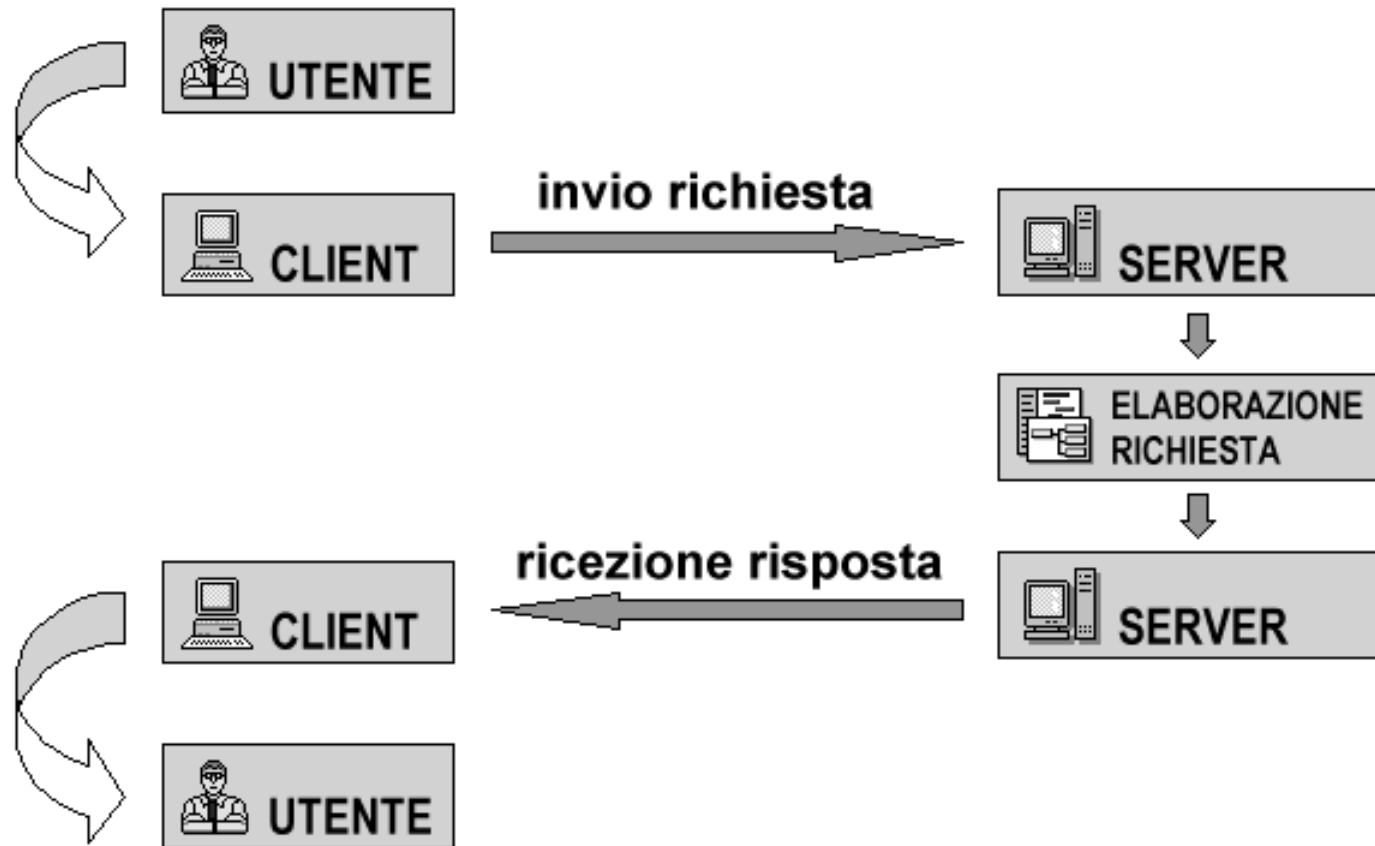 UTENTE
invio richiesta
CLIENT
SERVER
ELABORAZIONE
RICHIESTA
ricezione risposta
CLIENT
SERVER
UTENTE